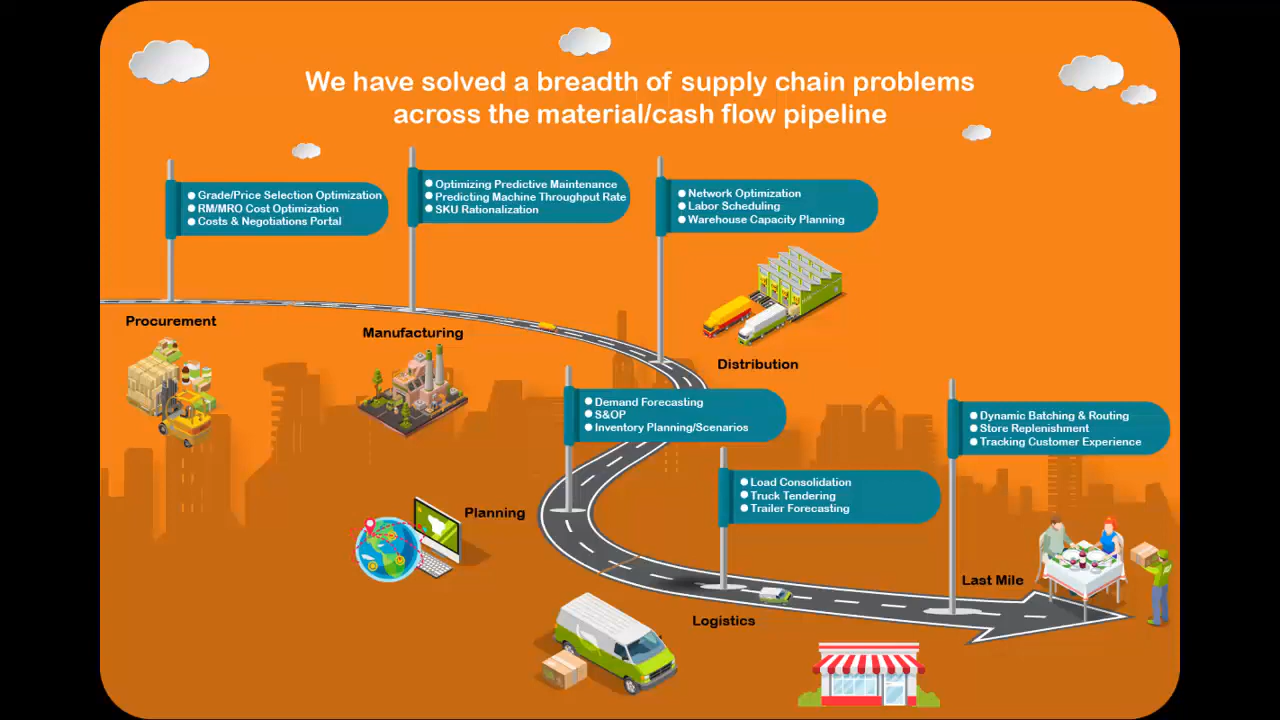 We have solved a breadth of supply chain problems
across the material/cash flow pipeline
Grade/Price Selection Optimization
RM/MRO Cost Optimization
Costs & Negotiations Portal
Procurement
Optimizing Predictive Maintenance
Predicting Machine Throughput Rate
SKU Rationalization
Manufacturing
Network Optimization
Labor Scheduling
Warehouse Capacity Planning
Distribution
Demand Forecasting
S&OP
Inventory Planning/Scenarios
Planning
Load Consolidation
Truck Tendering
Trailer Forecasting
Logistics
Dynamic Batching & Routing
Store Replenishment
Tracking Customer Experience
Last Mile